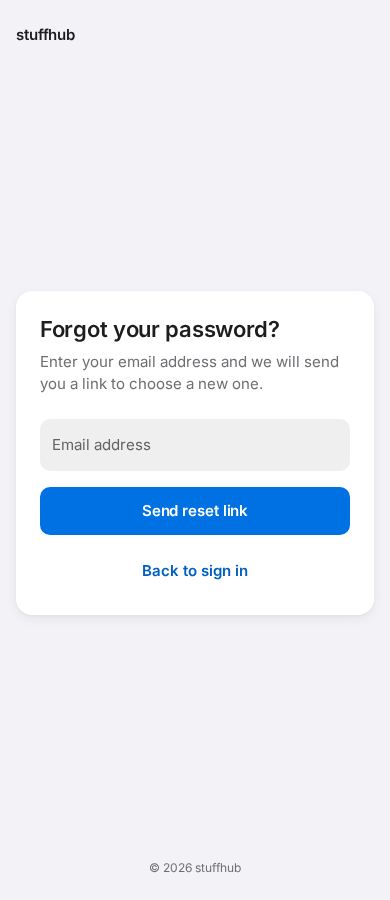 stuffhub
Forgot your password?
Enter your email address and we will send
you a link to choose a new one.
Email address
Send reset link
Back to sign in
© 2026 stuffhub